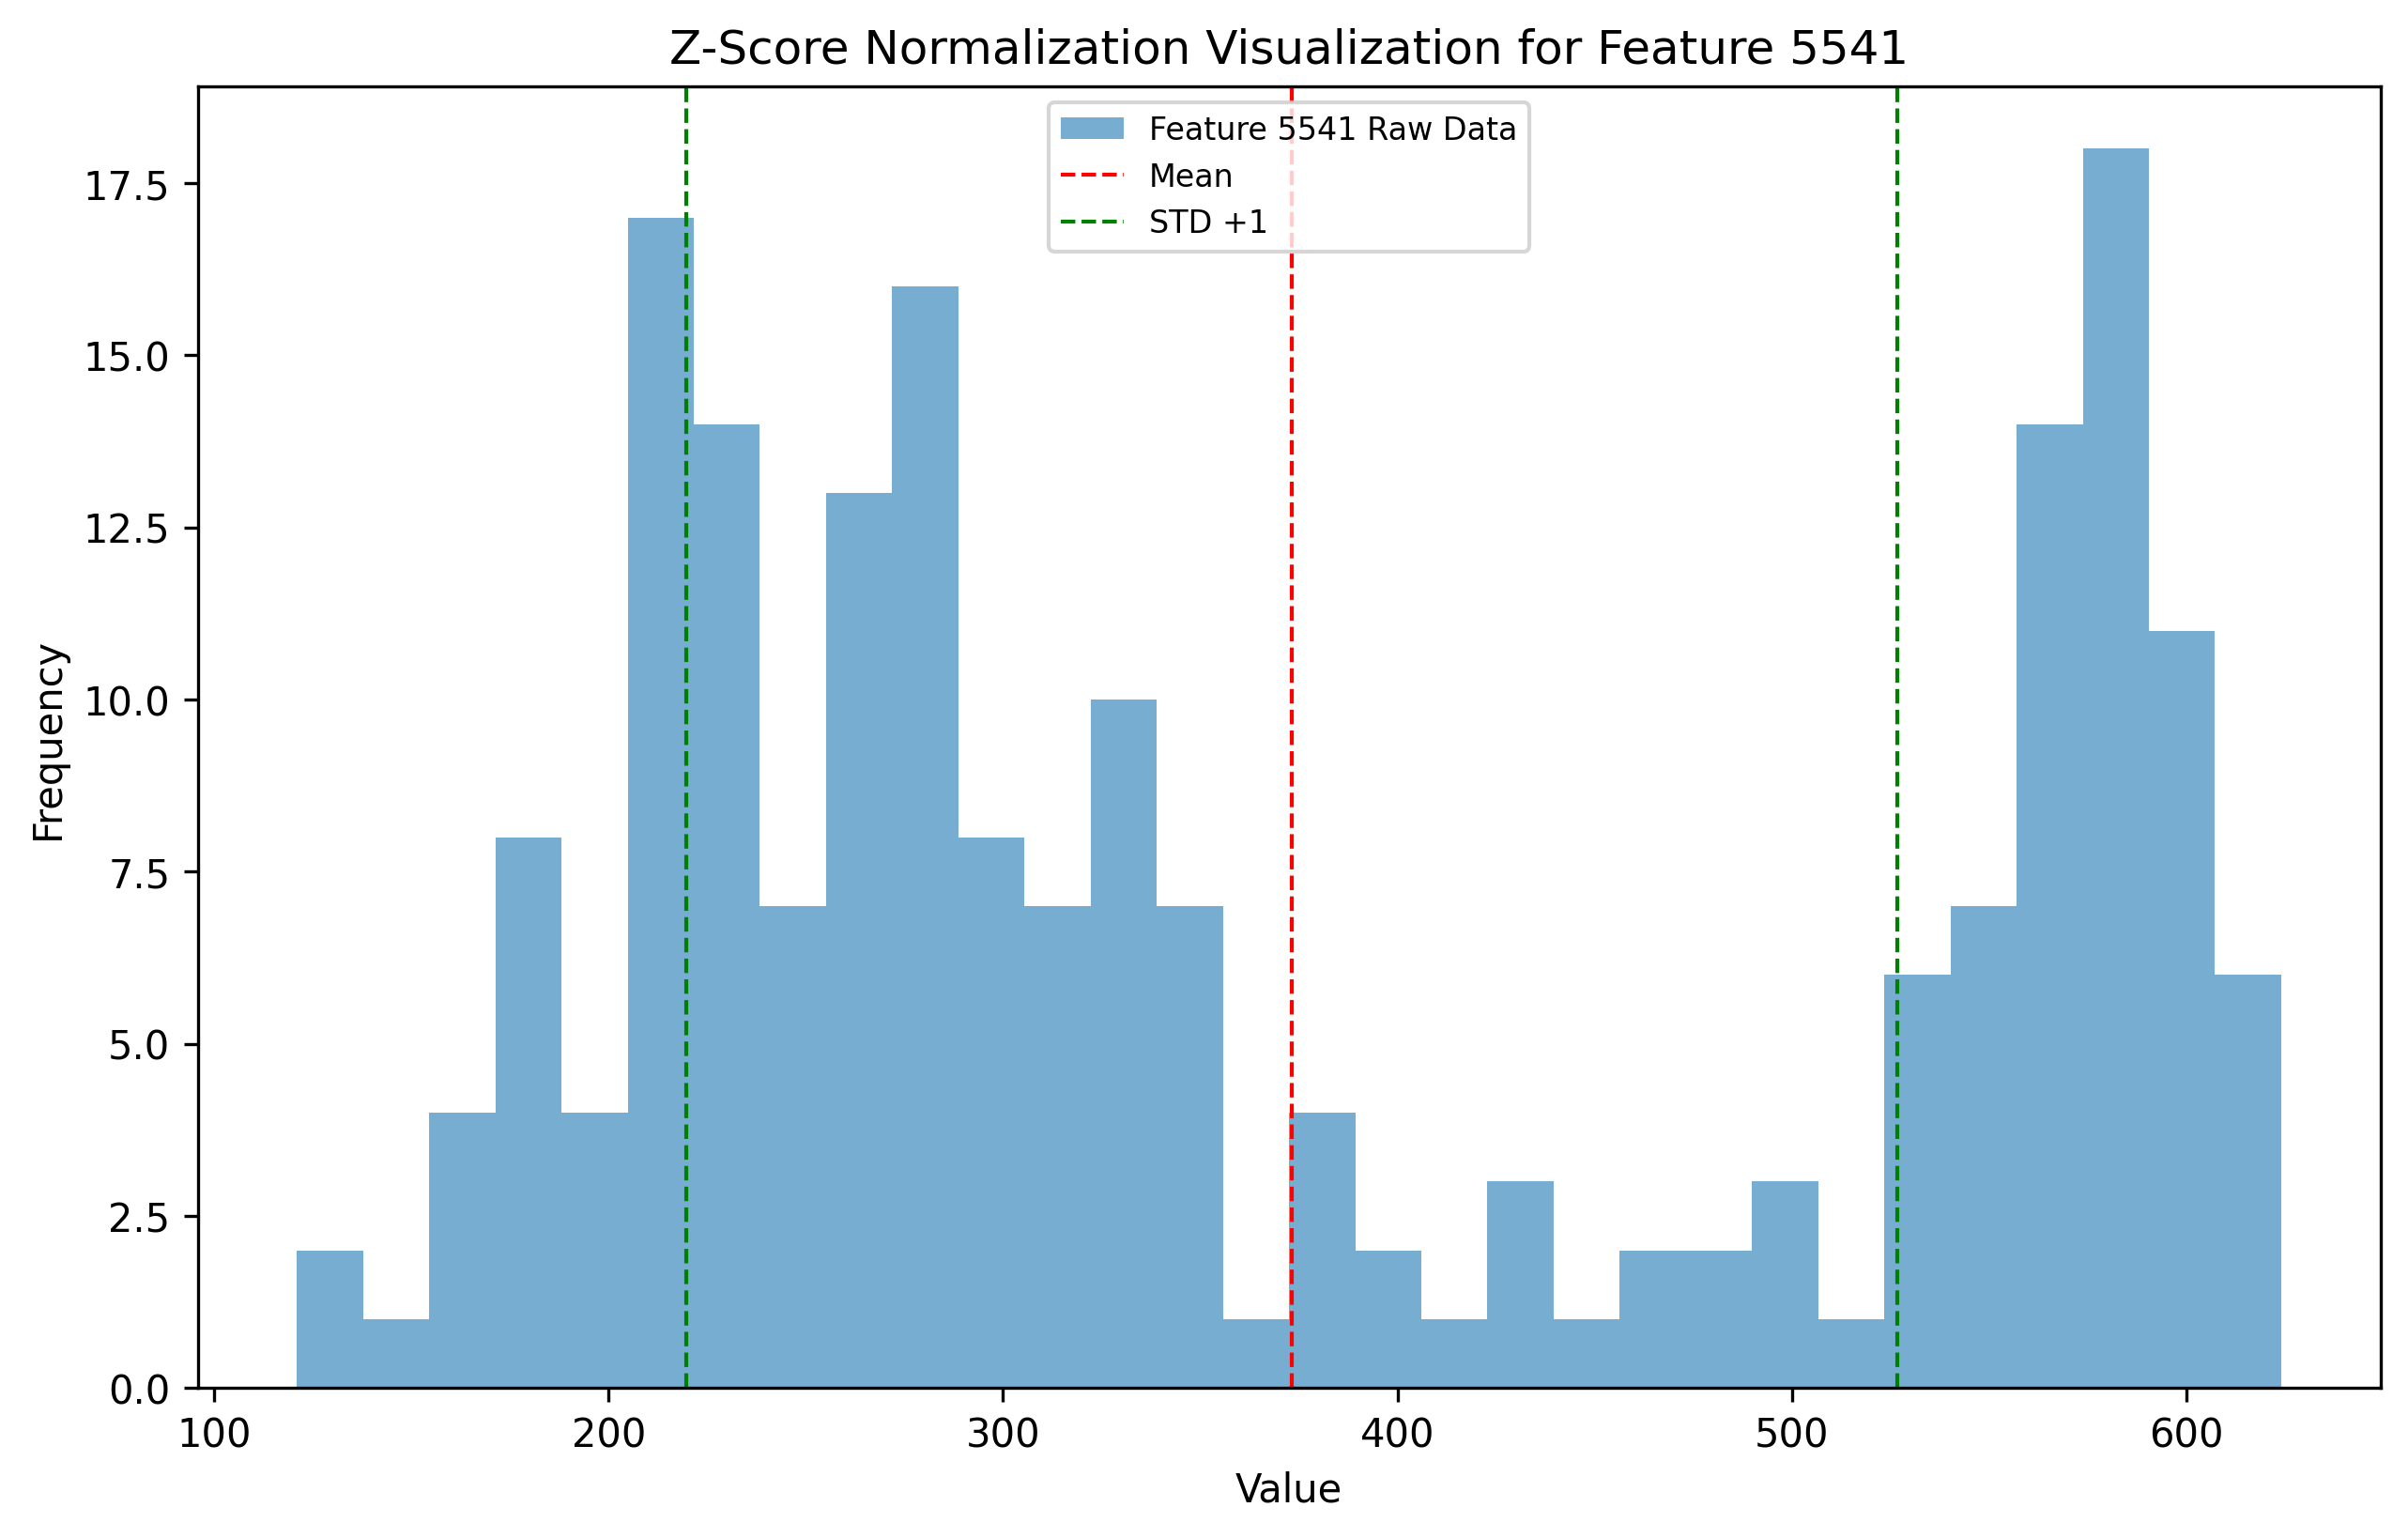 Z-Score Normalization Visualization for Feature 5541
Feature 5541 Raw Data
Mean
STD +1
Frequency
17.5
15.0
12.5
10.0
7.5
5.0
2.5
0.0
100 200 300 400 500 600
Value